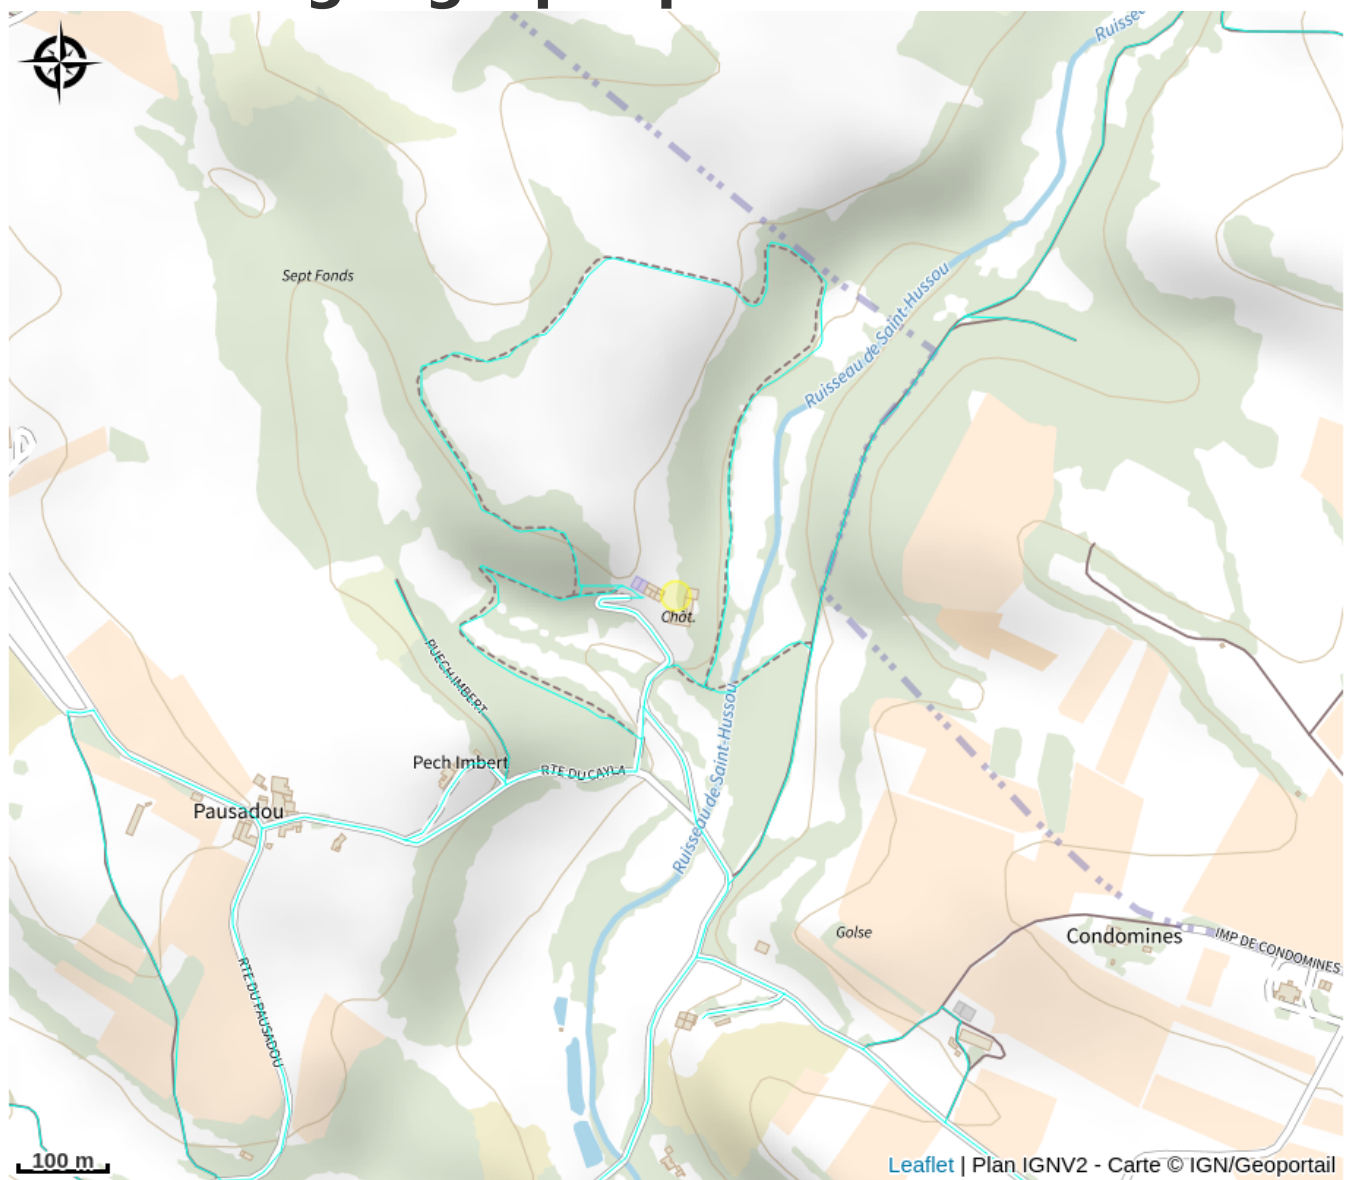 Ruisse
Sept Fonds
Ruisseau de Saint-Hussou
Chât.
PUECH IMBERT
Pech Imbert
RTE DU CAYLA
Pausadou
Ruisseau de Saint-Hussou
Golse
Condomines
IMP DE CONDOMINES
RTE DU PAUSADOU
100 m
Leaflet | Plan IGNV2 - Carte © IGN/Geoportail